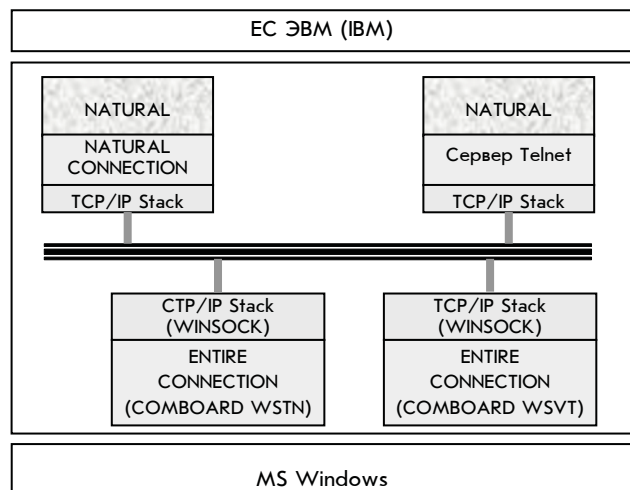 ЕС ЭВМ (IBM)
NATURAL
NATURAL
CONNECTION
TCP/IP Stack
NATURAL
Сервер Telnet
TCP/IP Stack
CTP/IP Stack
(WINSOCK)
ENTIRE
CONNECTION
(COMBOARD WSTN)
TCP/IP Stack
(WINSOCK)
ENTIRE
CONNECTION
(COMBOARD WSVT)
MS Windows